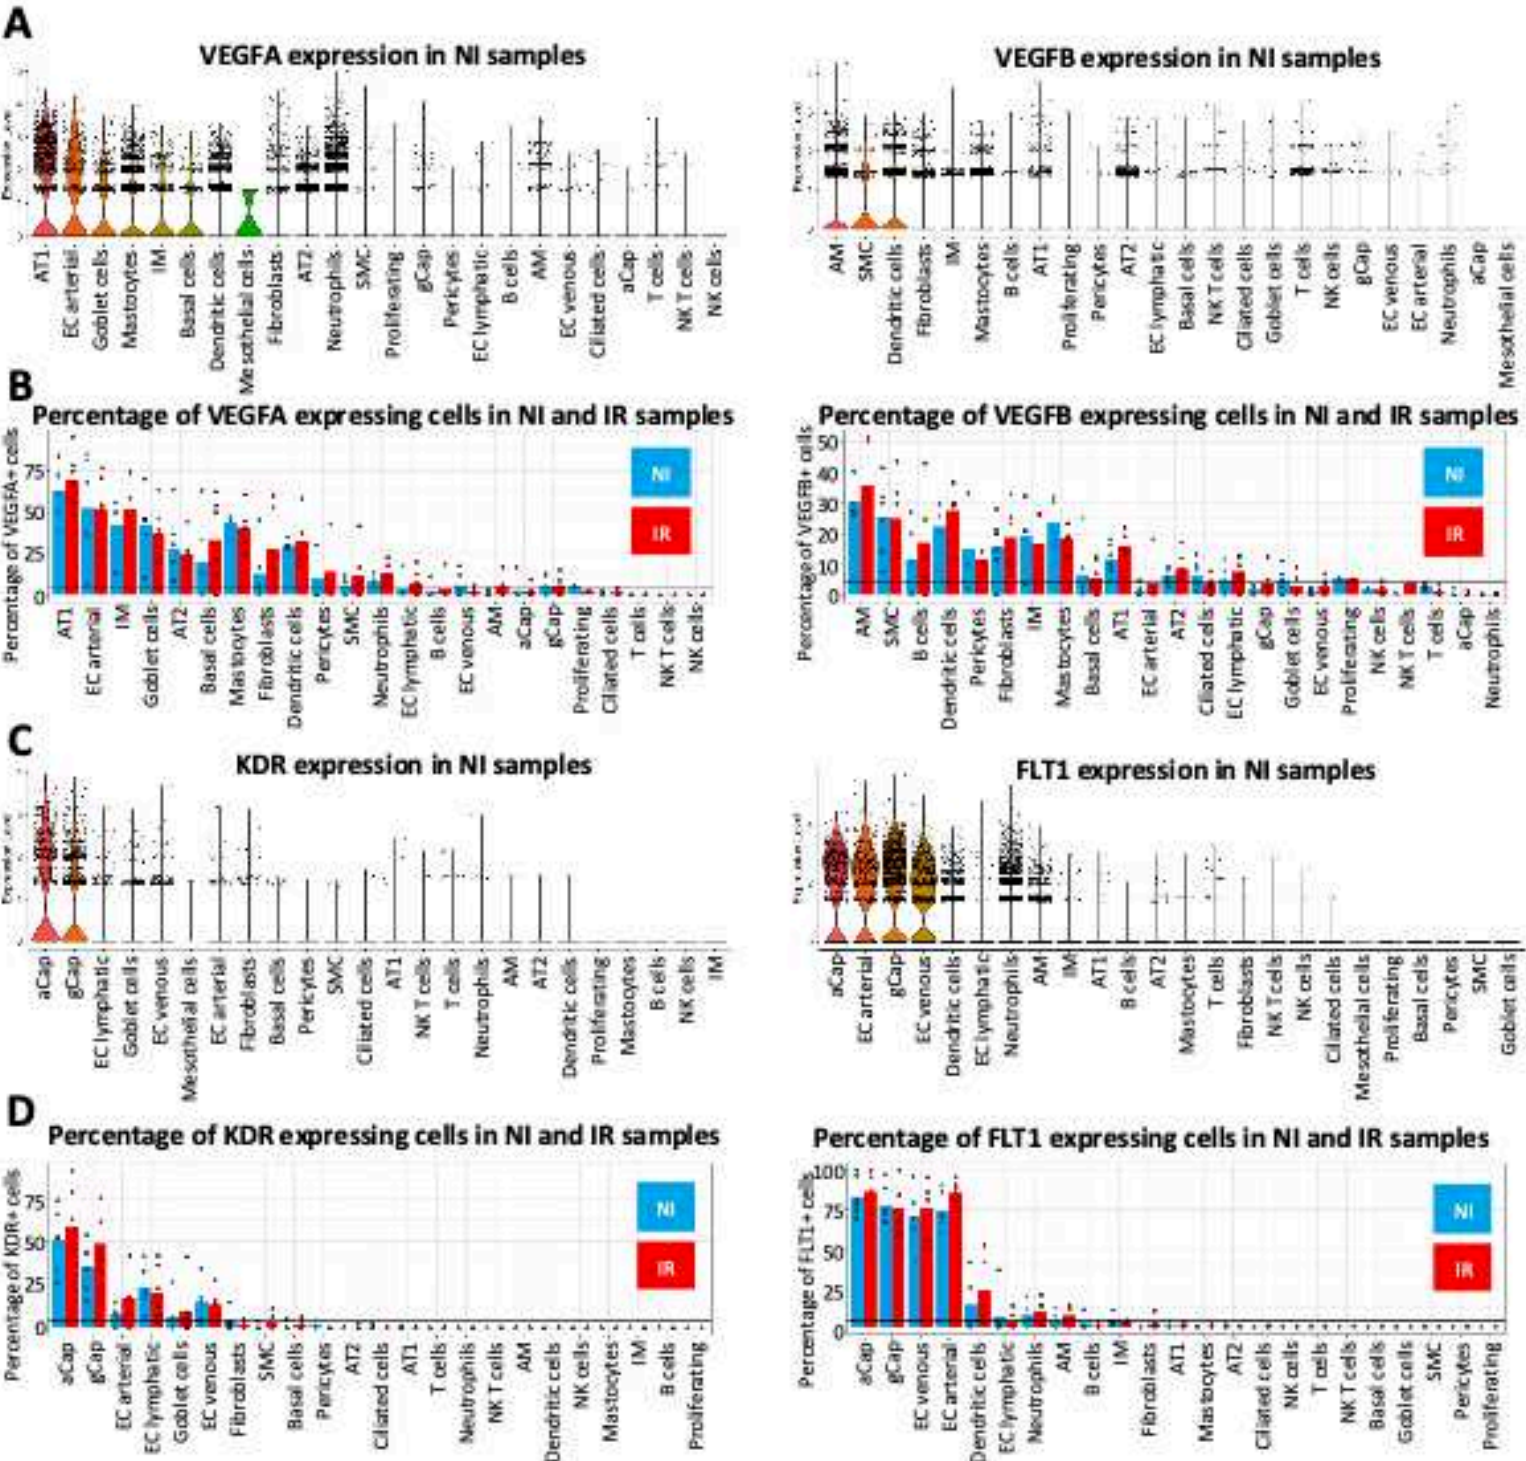 A
VEGFA expression in NI samples
VEGFB expression in NI samples
Expression Level
AT1
EC arterial
Goblet cells
Mastocytes
IM
Basal cells
Dendritic cells
Mesothelial cells
Fibroblasts
AT2
Neutrophils
SMC
Proliferating
gCap
Pericytes
EC lymphatic
B cells
AM
EC venous
Ciliated cells
aCap
T cells
NK T cells
NK cells
Expression Level
AM
SMC
Dendritic cells
Fibroblasts
IM
Mastocytes
B cells
AT1
Proliferating
Pericytes
AT2
EC lymphatic
Basal cells
NK T cells
Ciliated cells
Goblet cells
T cells
NK cells
gCap
EC venous
EC arterial
Neutrophils
aCap
Mesothelial cells
B
Percentage of VEGFA expressing cells in NI and IR samples
Percentage of VEGFB expressing cells in NI and IR samples
Percentage of VEGFA+ cells
75
50
25
0
NI
IR
AT1
EC arterial
IM
Goblet cells
AT2
Basal cells
Mastocytes
Fibroblasts
Dendritic cells
Pericytes
SMC
Neutrophils
EC lymphatic
B cells
EC venous
AM
aCap
gCap
Proliferating
Ciliated cells
T cells
NK T cells
NK cells
Percentage of VEGFB+ cells
50
40
30
20
10
0
NI
IR
AM
SMC
B cells
Dendritic cells
Pericytes
Fibroblasts
IM
Mastocytes
Basal cells
AT1
EC arterial
AT2
Ciliated cells
EC lymphatic
gCap
Goblet cells
EC venous
Proliferating
NK cells
NK T cells
T cells
aCap
Neutrophils
C
KDR expression in NI samples
FLT1 expression in NI samples
Expression Level
aCap
gCap
EC lymphatic
Goblet cells
EC venous
Mesothelial cells
EC arterial
Fibroblasts
Basal cells
Pericytes
SMC
Ciliated cells
AT1
NK T cells
T cells
Neutrophils
AM
AT2
Dendritic cells
Proliferating
Mastocytes
B cells
NK cells
IM
Expression Level
aCap
EC arterial
gCap
EC venous
Dendritic cells
EC lymphatic
Neutrophils
AM
IM
AT1
B cells
AT2
Mastocytes
T cells
Fibroblasts
NK T cells
NK cells
Ciliated cells
Mesothelial cells
Proliferating
Basal cells
Pericytes
SMC
Goblet cells
D
Percentage of KDR expressing cells in NI and IR samples
Percentage of FLT1 expressing cells in NI and IR samples
Percentage of KDR+ cells
75
50
25
0
NI
IR
aCap
gCap
EC arterial
EC lymphatic
Goblet cells
EC venous
Fibroblasts
SMC
Basal cells
Pericytes
AT2
Ciliated cells
AT1
T cells
Neutrophils
NK T cells
AM
Dendritic cells
NK cells
Mastocytes
IM
B cells
Proliferating
Percentage of FLT1+ cells
100
75
50
25
0
NI
IR
aCap
gCap
EC venous
EC arterial
Dendritic cells
EC lymphatic
Neutrophils
AM
B cells
IM
Fibroblasts
AT1
Mastocytes
AT2
Ciliated cells
NK cells
T cells
NK T cells
Basal cells
Goblet cells
SMC
Pericytes
Proliferating